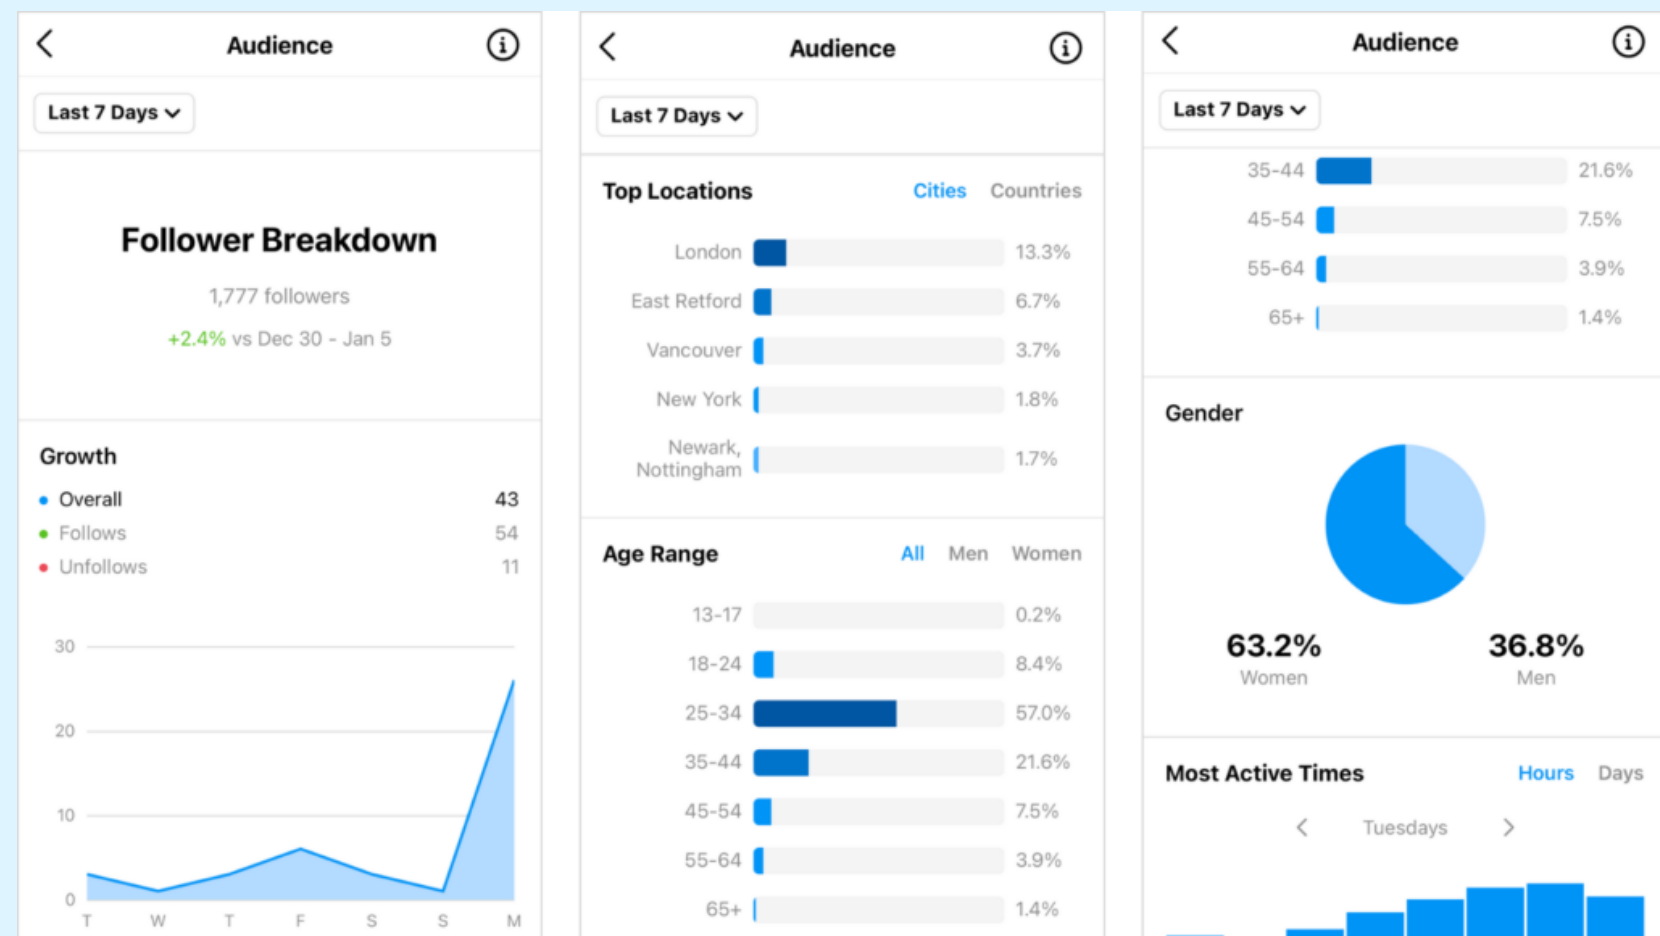 Audience
Last 7 Days
Follower Breakdown
1,777 followers
+2.4% vs Dec 30 - Jan 5
Growth
Overall 43
Follows 54
Unfollows 11
30
20
10
0
T W T F S S M
Audience
Last 7 Days
Top Locations Cities Countries
London 13.3%
East Retford 6.7%
Vancouver 3.7%
New York 1.8%
Newark,
Nottingham 1.7%
Age Range All Men Women
13-17 0.2%
18-24 8.4%
25-34 57.0%
35-44 21.6%
45-54 7.5%
55-64 3.9%
65+ 1.4%
Audience
Last 7 Days
35-44 21.6%
45-54 7.5%
55-64 3.9%
65+ 1.4%
Gender
63.2% 36.8%
Women Men
Most Active Times Hours Days
Tuesdays